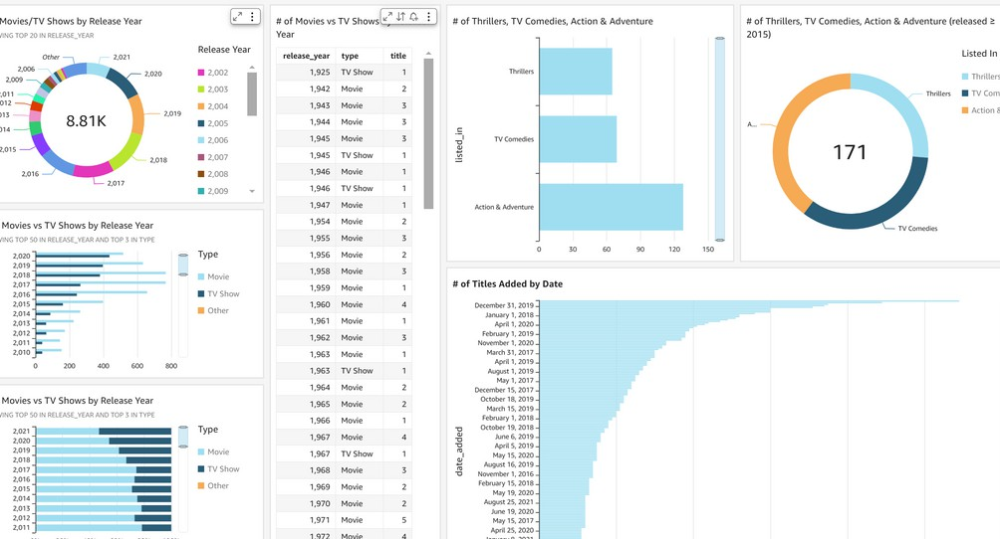 Movies/TV Shows by Release Year
TOP 20 IN RELEASE_YEAR
Release Year
Other
2,021
2,006
2,020
2,009
2,019
2,018
2,015
2,016
2,017
8.81K
2,002
2,003
2,004
2,005
2,006
2,007
2,008
2,009
Movies vs TV Shows by Release Year
TOP 50 IN RELEASE_YEAR AND TOP 3 IN TYPE
Type
Movie
TV Show
Other
2,020
2,019
2,018
2,017
2,016
2,015
2,014
2,013
2,012
2,011
2,010
0 200 400 600 800
Movies vs TV Shows by Release Year
TOP 50 IN RELEASE_YEAR AND TOP 3 IN TYPE
Type
Movie
TV Show
Other
2,021
2,020
2,019
2,018
2,017
2,016
2,015
2,014
2,013
2,012
2,011
# of Movies vs TV Shows
Year
release_year type title
1,925 TV Show 1
1,942 Movie 2
1,943 Movie 3
1,944 Movie 3
1,945 Movie 3
1,945 TV Show 1
1,946 Movie 1
1,946 TV Show 1
1,947 Movie 1
1,954 Movie 2
1,955 Movie 3
1,956 Movie 2
1,958 Movie 3
1,959 Movie 1
1,960 Movie 4
1,961 Movie 1
1,962 Movie 3
1,963 Movie 1
1,963 TV Show 1
1,964 Movie 2
1,965 Movie 2
1,966 Movie 1
1,967 Movie 4
1,967 TV Show 1
1,968 Movie 3
1,969 Movie 2
1,970 Movie 2
1,971 Movie 5
1,972 Movie 4
# of Thrillers, TV Comedies, Action & Adventure
listed_in
Thrillers
TV Comedies
Action & Adventure
0 30 60 90 120 150
# of Thrillers, TV Comedies, Action & Adventure (released ≥
2015)
Listed In
Thrillers
TV Com
Action &
Thrillers
A...
171
TV Comedies
# of Titles Added by Date
date_added
December 31, 2019
January 1, 2018
April 1, 2020
February 1, 2019
November 1, 2020
March 31, 2017
April 1, 2019
August 1, 2019
May 1, 2017
December 15, 2017
October 18, 2019
March 15, 2019
February 1, 2018
October 19, 2018
June 6, 2019
April 5, 2019
May 15, 2020
August 16, 2019
November 1, 2016
February 15, 2018
May 19, 2020
August 25, 2021
June 19, 2020
May 15, 2017
April 25, 2020